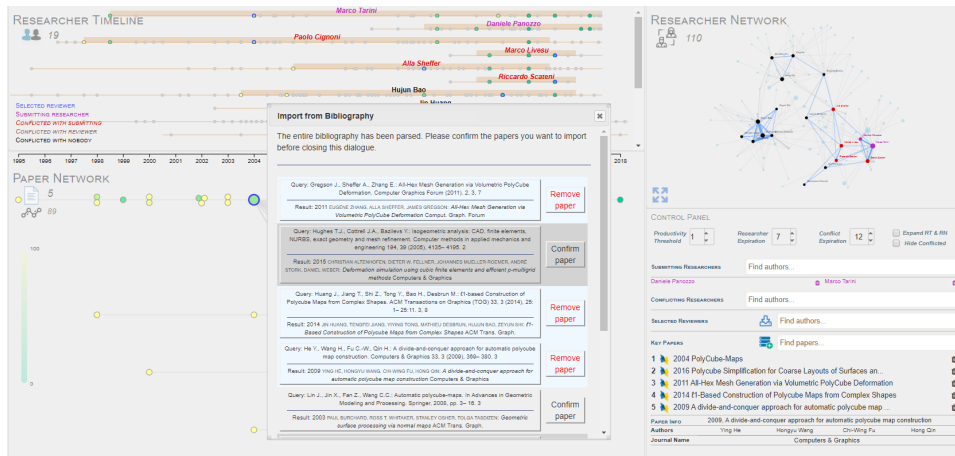 RESEARCHER TIMELINE
19
Marco Tarini
Daniele Panozzo
Paolo Cignoni
Marco Livesu
Alla Sheffer
Riccardo Scateni
Hujun Bao
Jin Huang
SELECTED REVIEWER
SUBMITTING RESEARCHER
CONFLICTED WITH SUBMITTING
CONFLICTED WITH REVIEWER
CONFLICTED WITH NOBODY
1995 1998 2000 2002 2004 2018
PAPER NETWORK
5
89
100
0
Import from Bibliography
The entire bibliography has been parsed. Please confirm the papers you want to import
before closing this dialogue.
Query: Gregson J., Sheffer A., Zhang E.: All-Hex Mesh Generation via Volumetric PolyCube
Deformation. Computer Graphics Forum (2011). 2, 3, 7
Result: 2011 EUGENE ZHANG, ALLA SHEFFER, JAMES GREGSON: All-Hex Mesh Generation via
Volumetric PolyCube Deformation Comput. Graph. Forum
Remove
paper
Query: Hughes T.J., Cottrell J.A., Bazilevs Y.: Isogeometric analysis: CAD, finite elements,
NURBS, exact geometry and mesh refinement. Computer methods in applied mechanics and
engineering 194, 39 (2005), 4135– 4195. 2
Result: 2015 CHRISTIAN ALTENHOFEN, DIETER W. FELLNER, JOHANNES MUELLER-ROEMER, ANDRÉ
STORK, DANIEL WEBER: Deformation simulation using cubic finite elements and efficient p-multigrid
methods Computers & Graphics
Confirm
paper
Query: Huang J., Jiang T., Shi Z., Tong Y., Bao H., Desbrun M.: ℓ1-based Construction of
Polycube Maps from Complex Shapes. ACM Transactions on Graphics (TOG) 33, 3 (2014), 25:
1– 25:11. 3, 8
Result: 2014 JIN HUANG, TENGFEI JIANG, YIYING TONG, MATHIEU DESBRUN, HUJUN BAO, ZEYUN SHI: ℓ1-
Based Construction of Polycube Maps from Complex Shapes ACM Trans. Graph.
Remove
paper
Query: He Y., Wang H., Fu C.-W., Qin H.: A divide-and-conquer approach for automatic polycube
map construction. Computers & Graphics 33, 3 (2009), 369– 380. 3
Result: 2009 YING HE, HONGYU WANG, CHI-WING FU, HONG QIN: A divide-and-conquer approach for
automatic polycube map construction Computers & Graphics
Remove
paper
Query: Lin J., Jin X., Fan Z., Wang C.C.: Automatic polycube-maps. In Advances in Geometric
Modeling and Processing. Springer, 2008, pp. 3– 16. 3
Result: 2003 PAUL BURCHARD, ROSS T. WHITAKER, STANLEY OSHER, TOLGA TASDIZEN: Geometric
surface processing via normal maps ACM Trans. Graph.
Confirm
paper
RESEARCHER NETWORK
110
CONTROL PANEL
Productivity
Threshold 1
Researcher
Expiration 7
Conflict
Expiration 12
Expand RT & RN
Hide Conflicted
SUBMITTING RESEARCHERS Find authors...
Daniele Panozzo Marco Tarini
CONFLICTING RESEARCHERS Find authors...
SELECTED REVIEWERS Find authors...
KEY PAPERS Find papers...
1 2004 PolyCube-Maps
2 2016 Polycube Simplification for Coarse Layouts of Surfaces an...
3 2011 All-Hex Mesh Generation via Volumetric PolyCube Deformation
4 2014 ℓ1-Based Construction of Polycube Maps from Complex Shapes
5 2009 A divide-and-conquer approach for automatic polycube map ...
PAPER INFO 2009, A divide-and-conquer approach for automatic polycube map construction
Authors Ying He Hongyu Wang Chi-Wing Fu Hong Qin
Journal Name Computers & Graphics